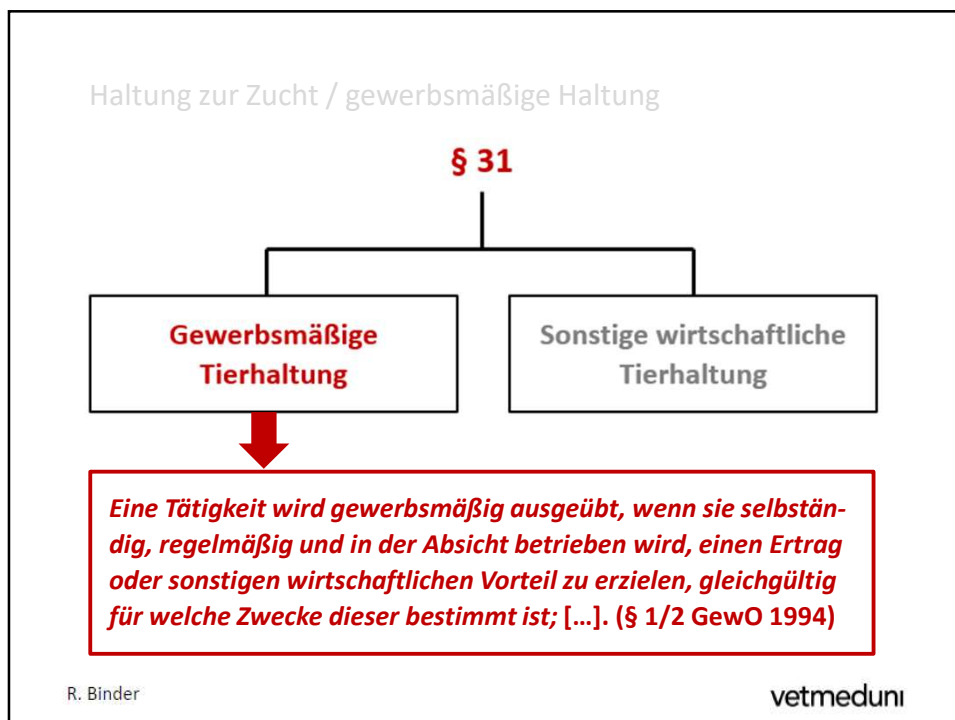 Haltung zur Zucht / gewerbsmäßige Haltung
§ 31
Gewerbsmäßige
Tierhaltung
Sonstige wirtschaftliche
Tierhaltung
Eine Tätigkeit wird gewerbsmäßig ausgeübt, wenn sie selbstän-
dig, regelmäßig und in der Absicht betrieben wird, einen Ertrag
oder sonstigen wirtschaftlichen Vorteil zu erzielen, gleichgültig
für welche Zwecke dieser bestimmt ist; [...]. (§ 1/2 GewO 1994)
R. Binder
vetmeduni